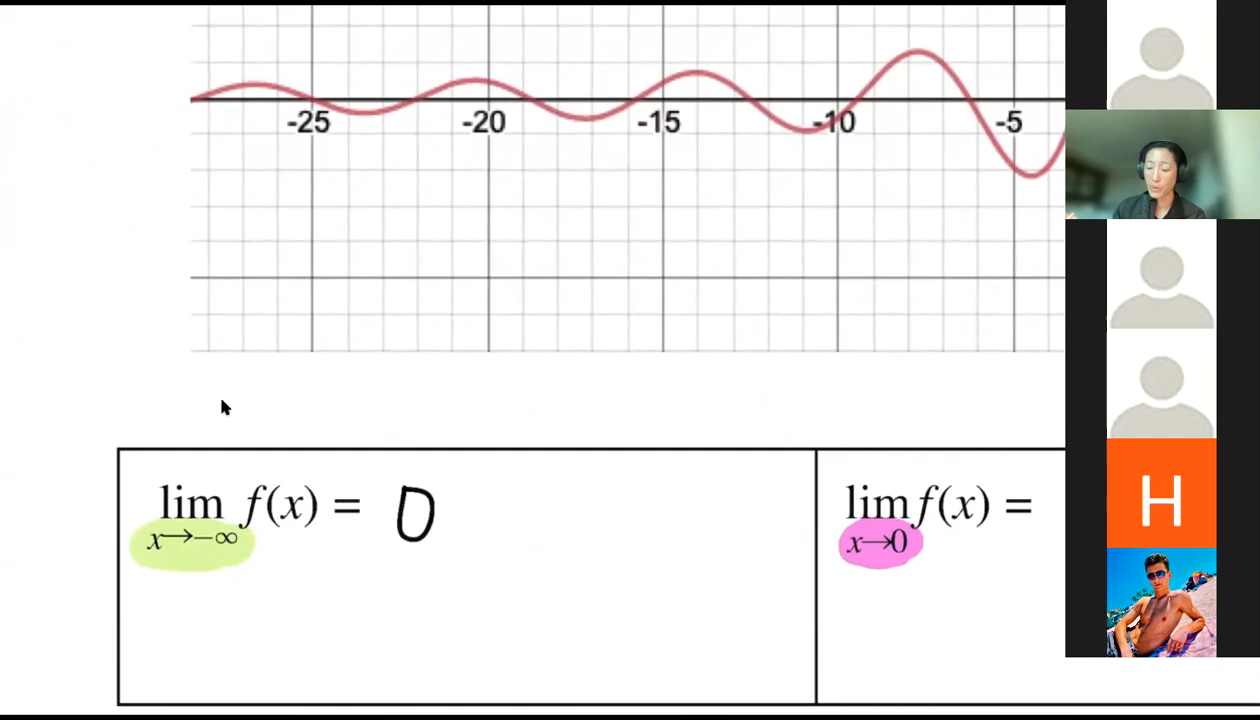 -25 -20 -15 -10 -5
H
lim f(x) = 0
x→-∞
lim f(x) =
x→0